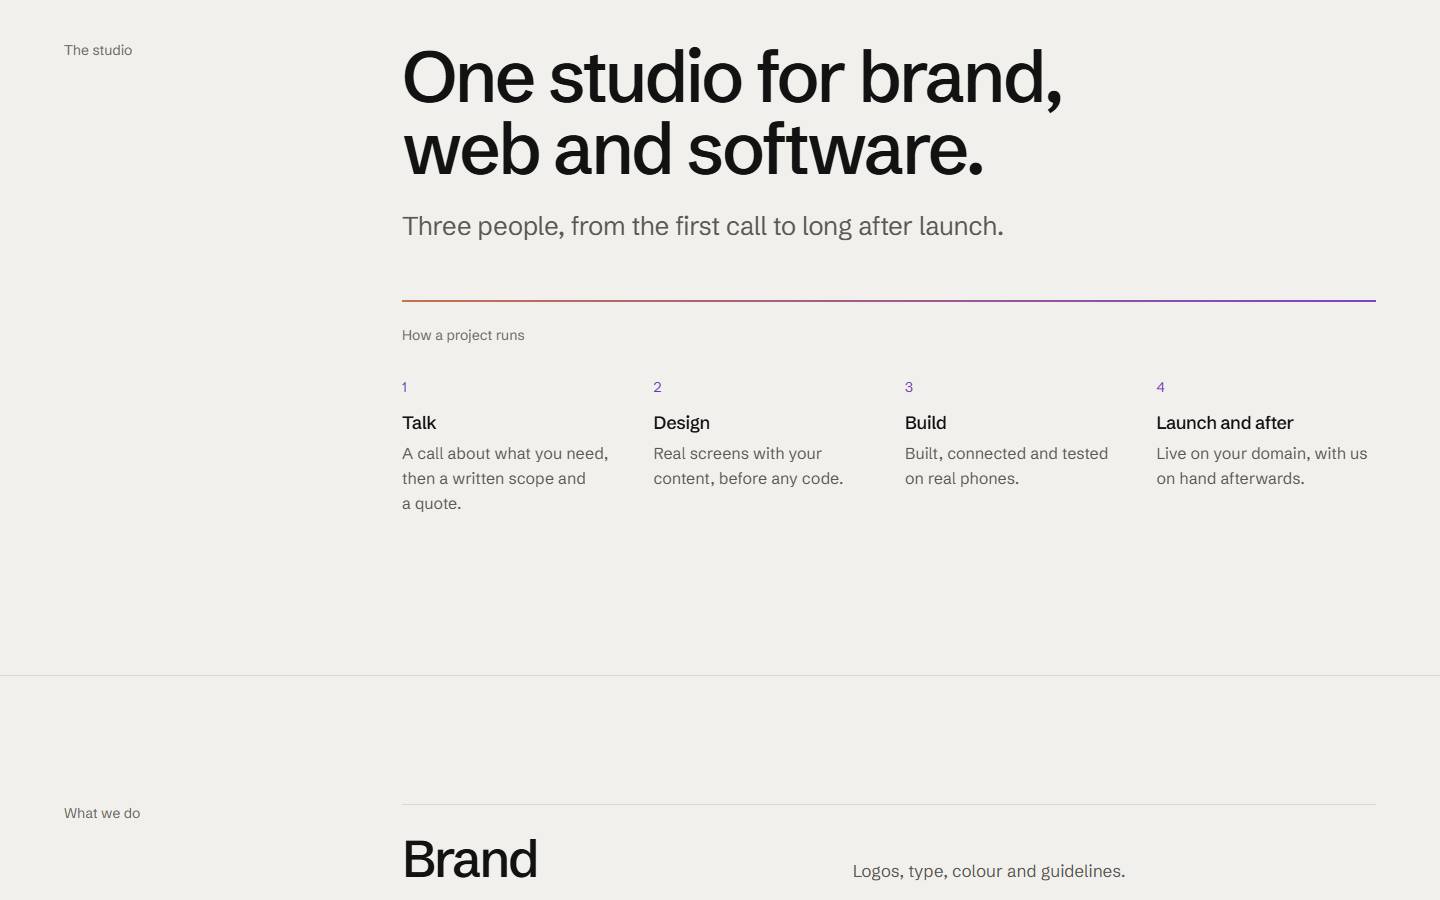 The studio
One studio for brand,
web and software.
Three people, from the first call to long after launch.
How a project runs
1
Talk
A call about what you need,
then a written scope and
a quote.
2
Design
Real screens with your
content, before any code.
3
Build
Built, connected and tested
on real phones.
4
Launch and after
Live on your domain, with us
on hand afterwards.
What we do
Brand
Logos, type, colour and guidelines.